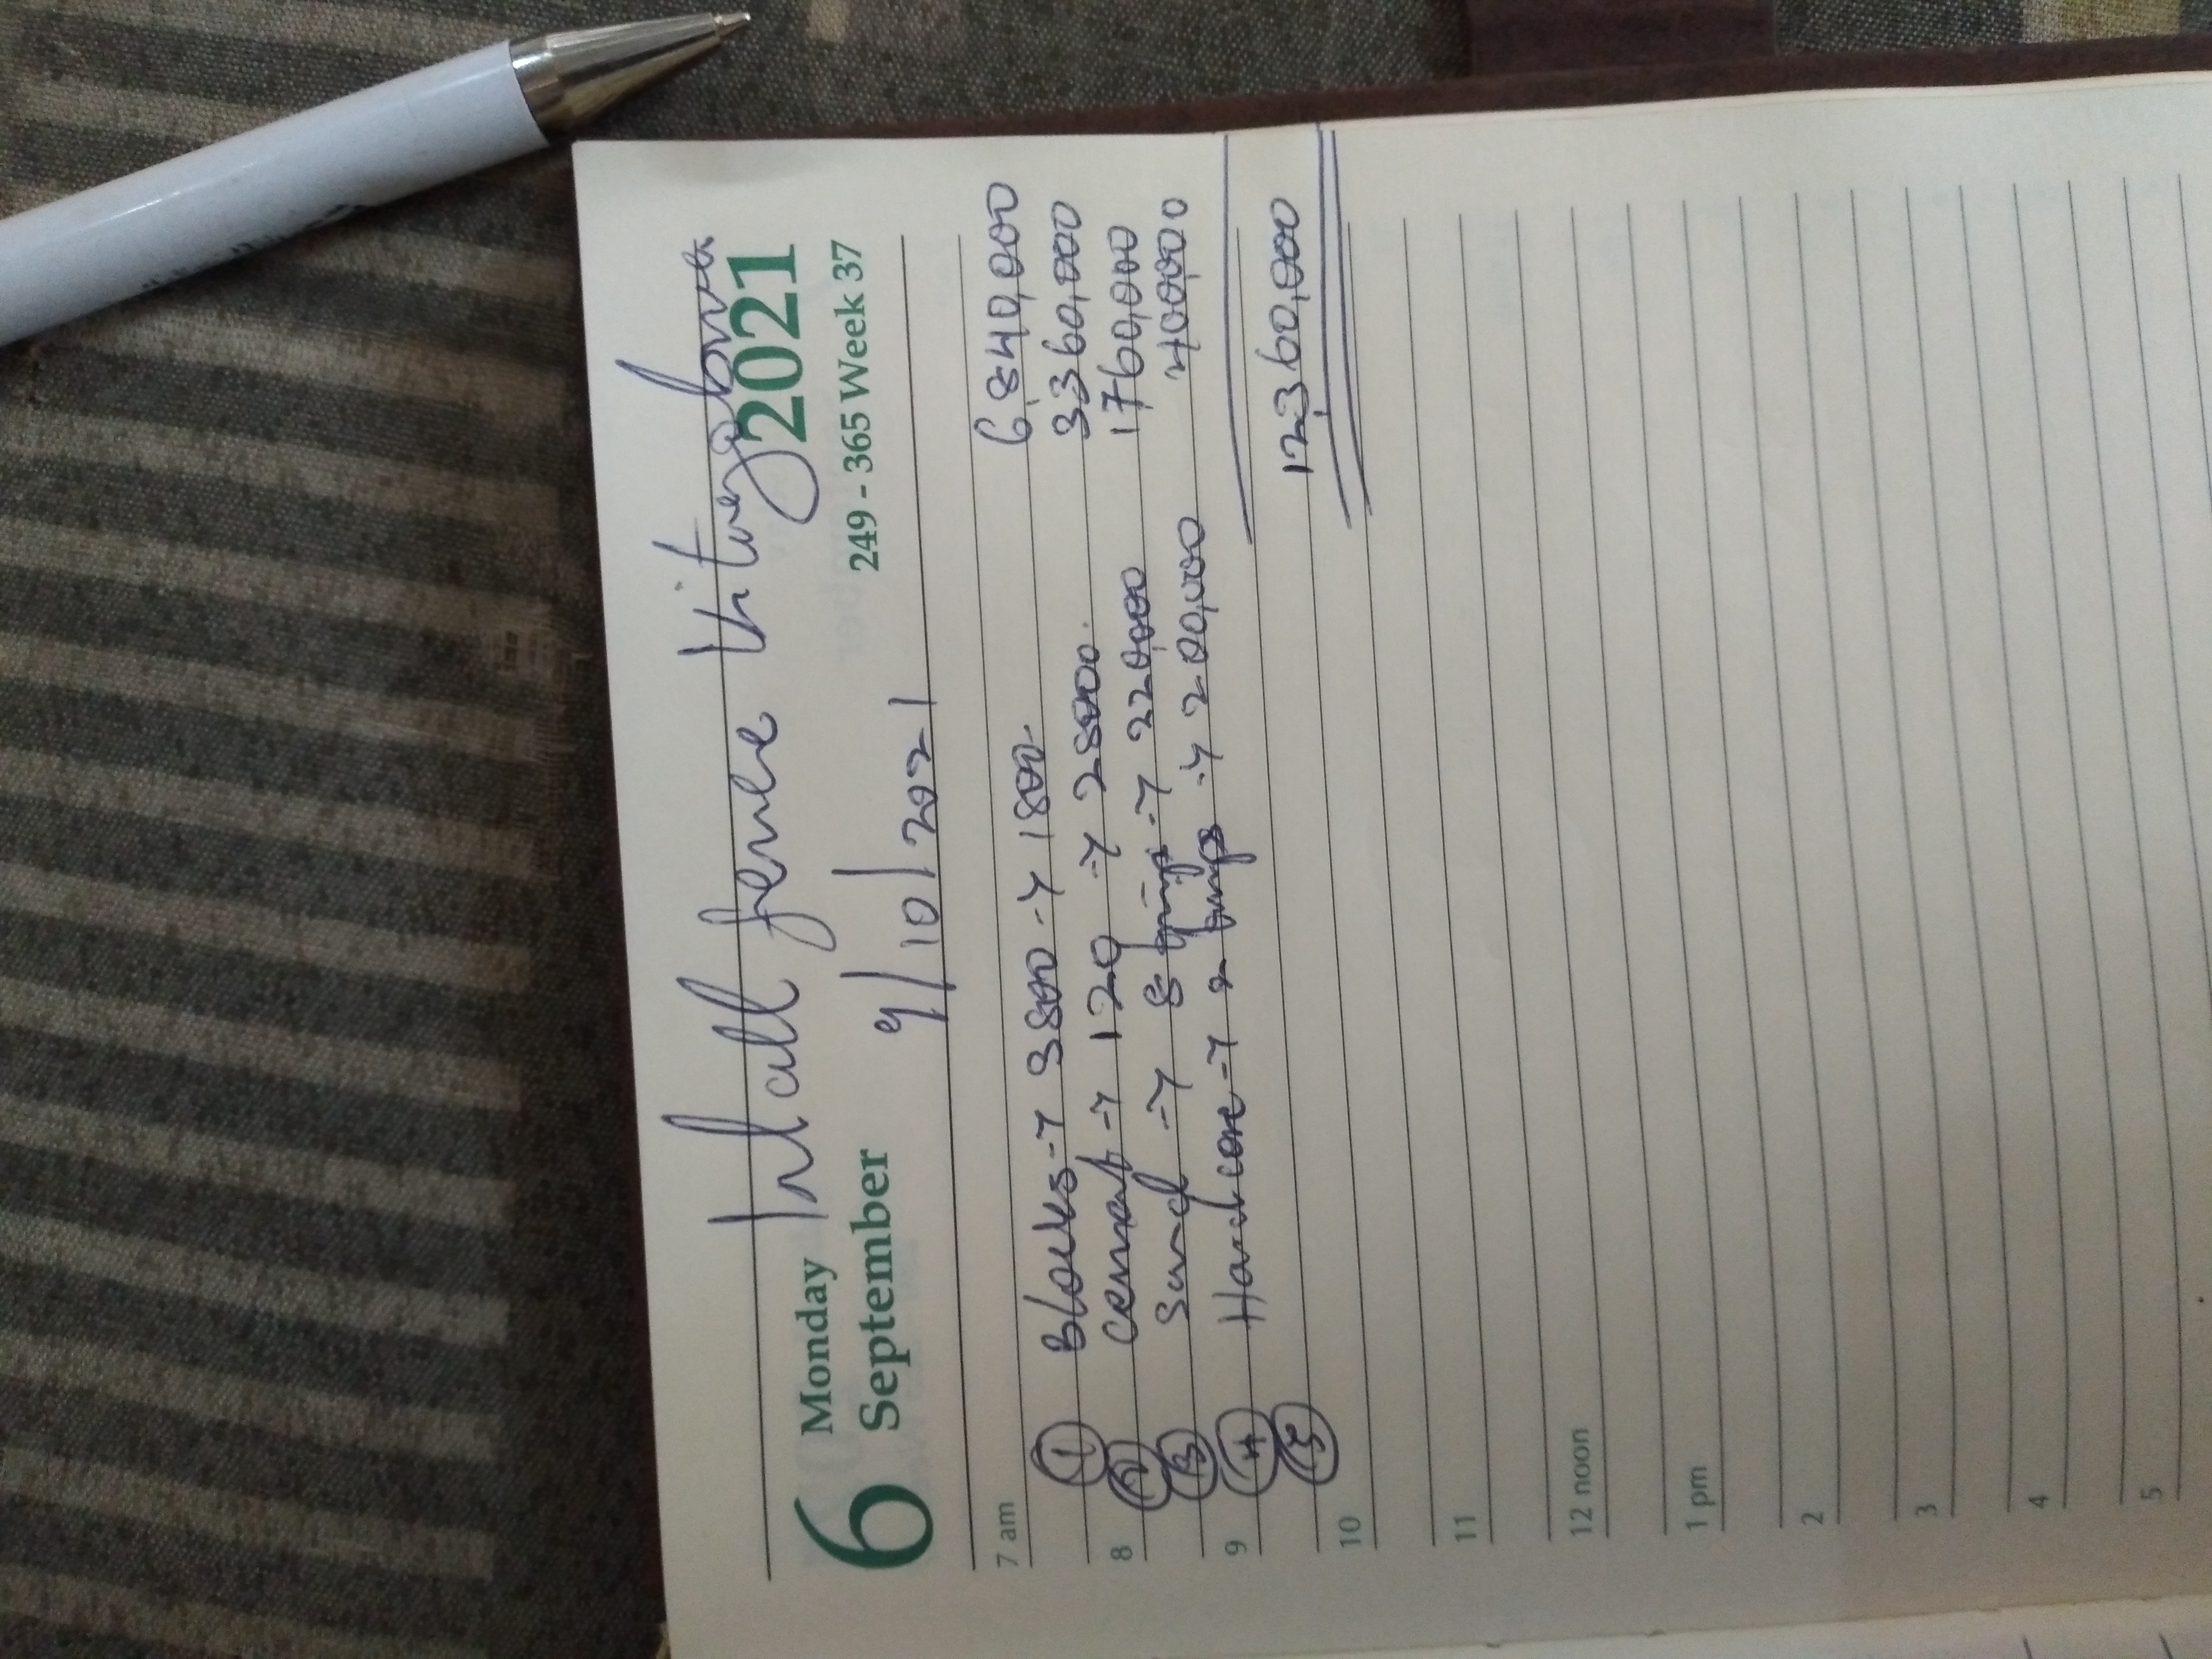 Wall fence Kitagobwa
6 Monday 2021
September 249 - 365 Week 37
9/10/2021
7 am
① Blocks → 3800 → 1800- 6,840,000
8 ② cement → 120 → 28000. 3360,000
③ Sand → 8 trips → 220,000 1760,000
9 ④ Hardcore → 2 trips → 200,000 400,000
⑤
12,360,000
10
11
12 noon
1 pm
2
3
4
5